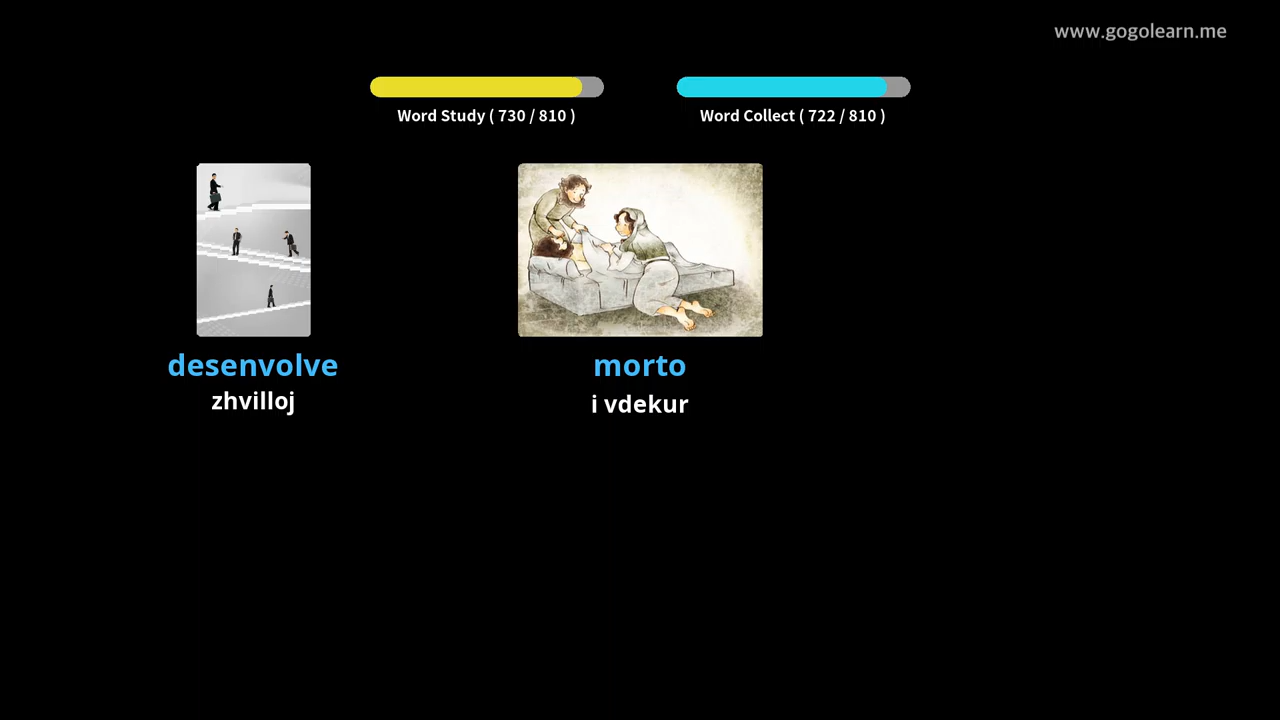 www.gogolearn.me
Word Study ( 730 / 810 )
Word Collect ( 722 / 810 )
desenvolve
zhvilloj
morto
i vdekur